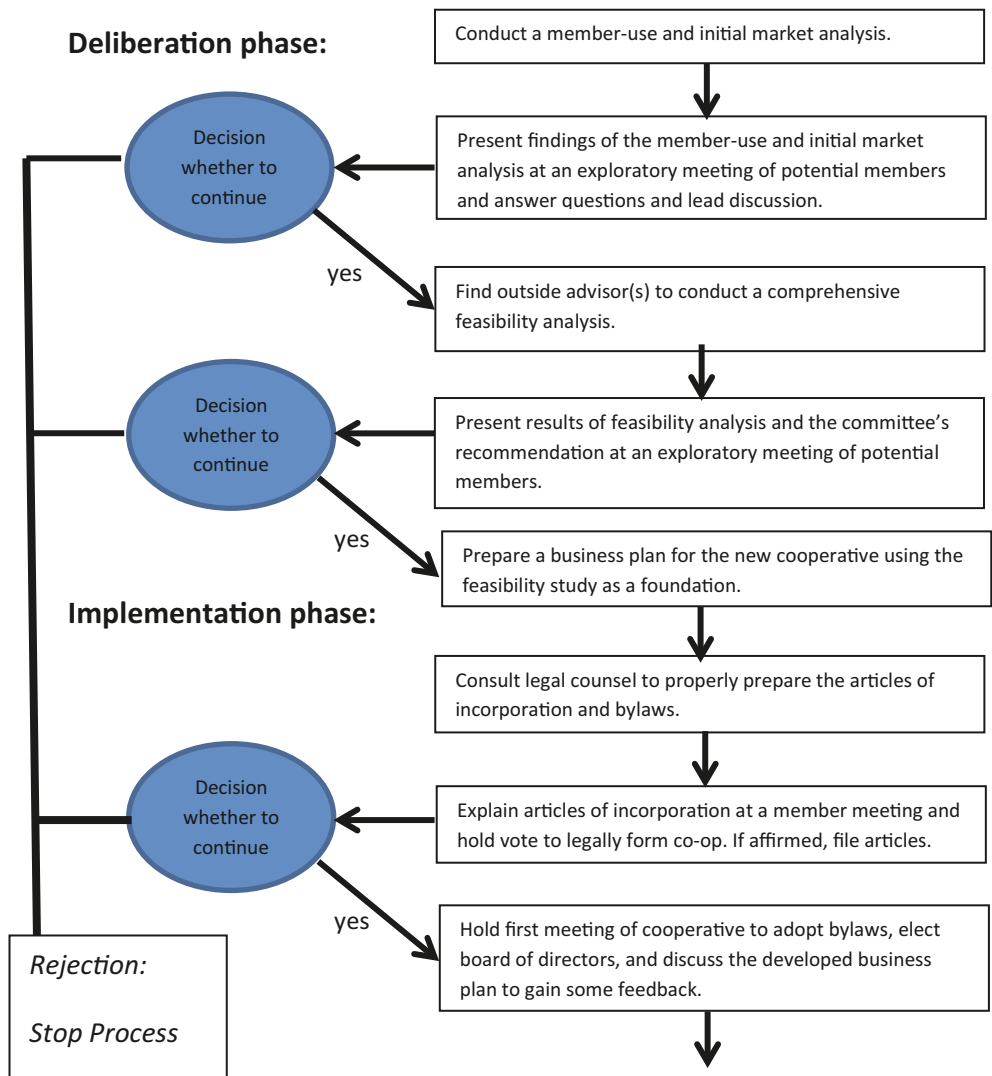 Deliberation phase:
Conduct a member-use and initial market analysis.
Decision
whether to
continue
Present findings of the member-use and initial market
analysis at an exploratory meeting of potential members
and answer questions and lead discussion.
yes
Find outside advisor(s) to conduct a comprehensive
feasibility analysis.
Decision
whether to
continue
Present results of feasibility analysis and the committee’s
recommendation at an exploratory meeting of potential
members.
yes
Prepare a business plan for the new cooperative using the
feasibility study as a foundation.
Implementation phase:
Consult legal counsel to properly prepare the articles of
incorporation and bylaws.
Decision
whether to
continue
Explain articles of incorporation at a member meeting and
hold vote to legally form co-op. If affirmed, file articles.
yes
Hold first meeting of cooperative to adopt bylaws, elect
board of directors, and discuss the developed business
plan to gain some feedback.
Rejection:
Stop Process